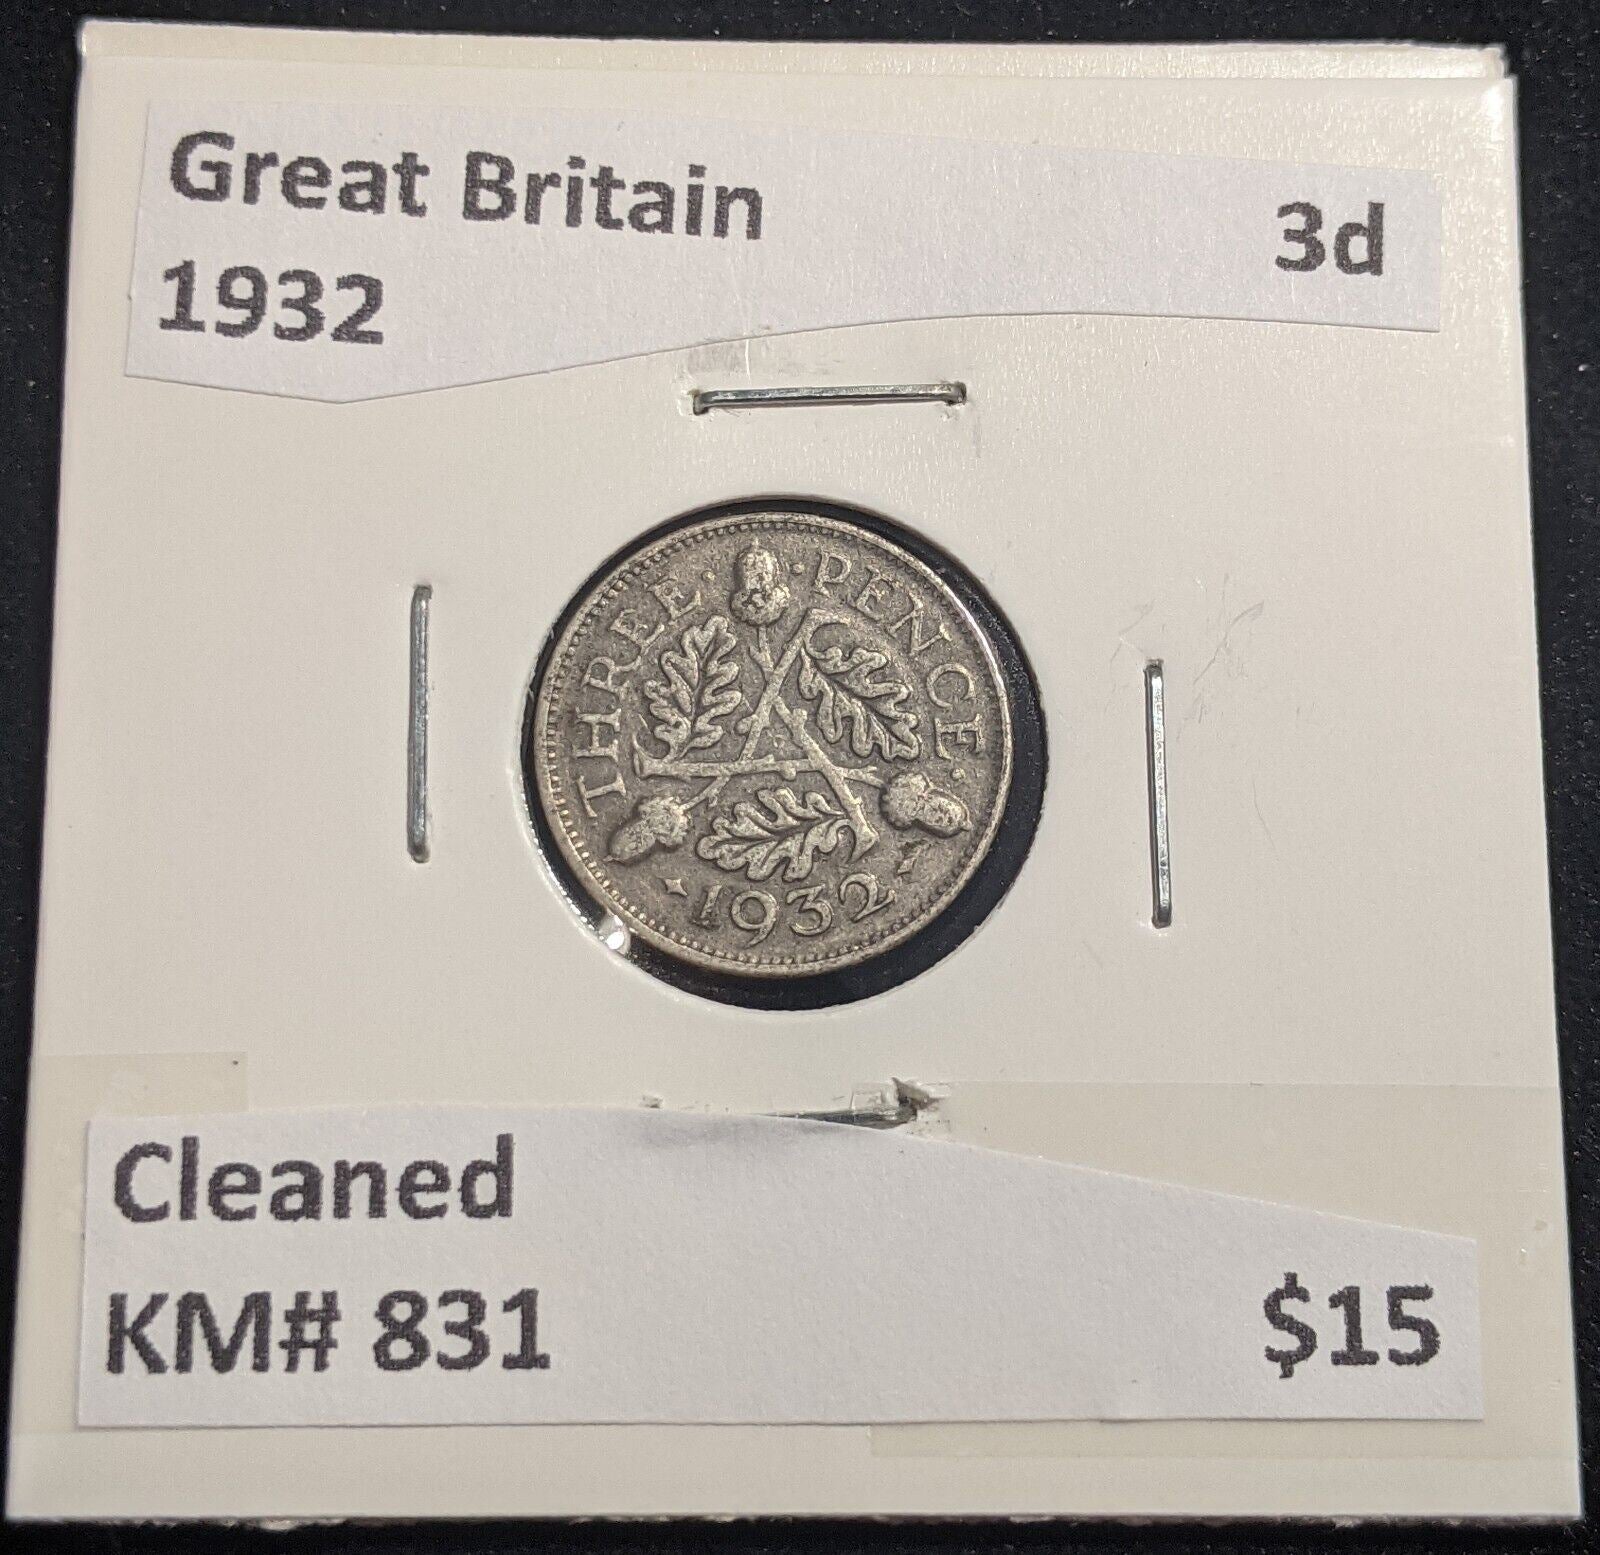 Great Britain 3d
1932
THREE · PENCE ·
· 1932 ·
Cleaned
KM# 831 $15